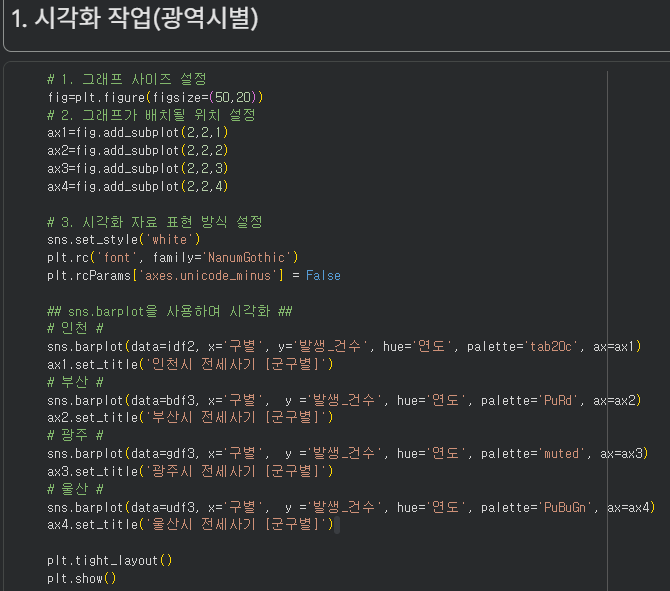 1. 시각화 작업(광역시별)
# 1. 그래프 사이즈 설정
fig=plt.figure(figsize=(50,20))
# 2. 그래프가 배치될 위치 설정
ax1=fig.add_subplot(2,2,1)
ax2=fig.add_subplot(2,2,2)
ax3=fig.add_subplot(2,2,3)
ax4=fig.add_subplot(2,2,4)
# 3. 시각화 자료 표현 방식 설정
sns.set_style('white')
plt.rc('font', family='NanumGothic')
plt.rcParams['axes.unicode_minus'] = False
## sns.barplot을 사용하여 시각화 ##
# 인천 #
sns.barplot(data=idf2, x='구별', y='발생_건수', hue='연도', palette='tab20c', ax=ax1)
ax1.set_title('인천시 전세사기 [군구별]')
# 부산 #
sns.barplot(data=bdf3, x='구별', y ='발생_건수', hue='연도', palette='PuRd', ax=ax2)
ax2.set_title('부산시 전세사기 [군구별]')
# 광주 #
sns.barplot(data=gdf3, x='구별', y ='발생_건수', hue='연도', palette='muted', ax=ax3)
ax3.set_title('광주시 전세사기 [군구별]')
# 울산 #
sns.barplot(data=udf3, x='구별', y ='발생_건수', hue='연도', palette='PuBuGn', ax=ax4)
ax4.set_title('울산시 전세사기 [군구별]')
plt.tight_layout()
plt.show()